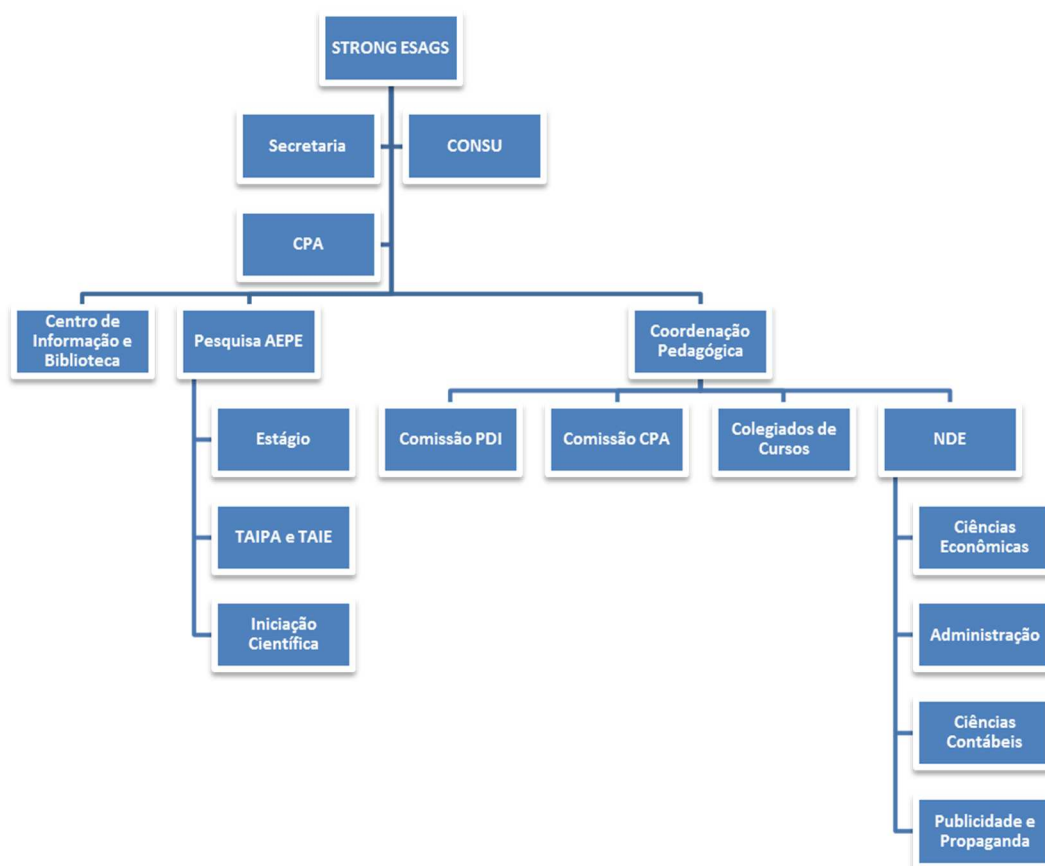 STRONG ESAGS
Secretaria
CONSU
CPA
Centro de
Informação e
Biblioteca
Pesquisa AEPE
Coordenação
Pedagógica
Estágio
TAIPA e TAIE
Iniciação
Científica
Comissão PDI
Comissão CPA
Colegiados de
Cursos
NDE
Ciências
Econômicas
Administração
Ciências
Contábeis
Publicidade e
Propaganda